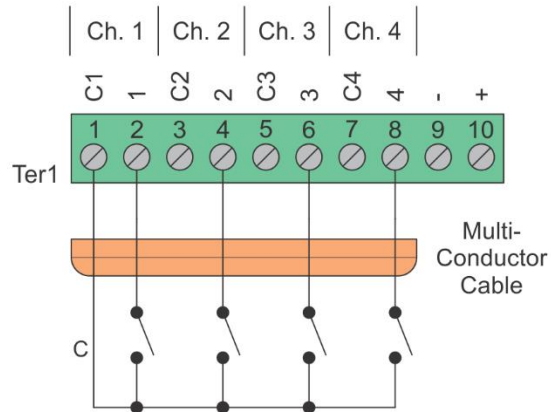 Ch. 1 Ch. 2 Ch. 3 Ch. 4
C1 1 C2 2 C3 3 C4 4 - +
1 2 3 4 5 6 7 8 9 10
Ter1
Multi-
Conductor
Cable
C